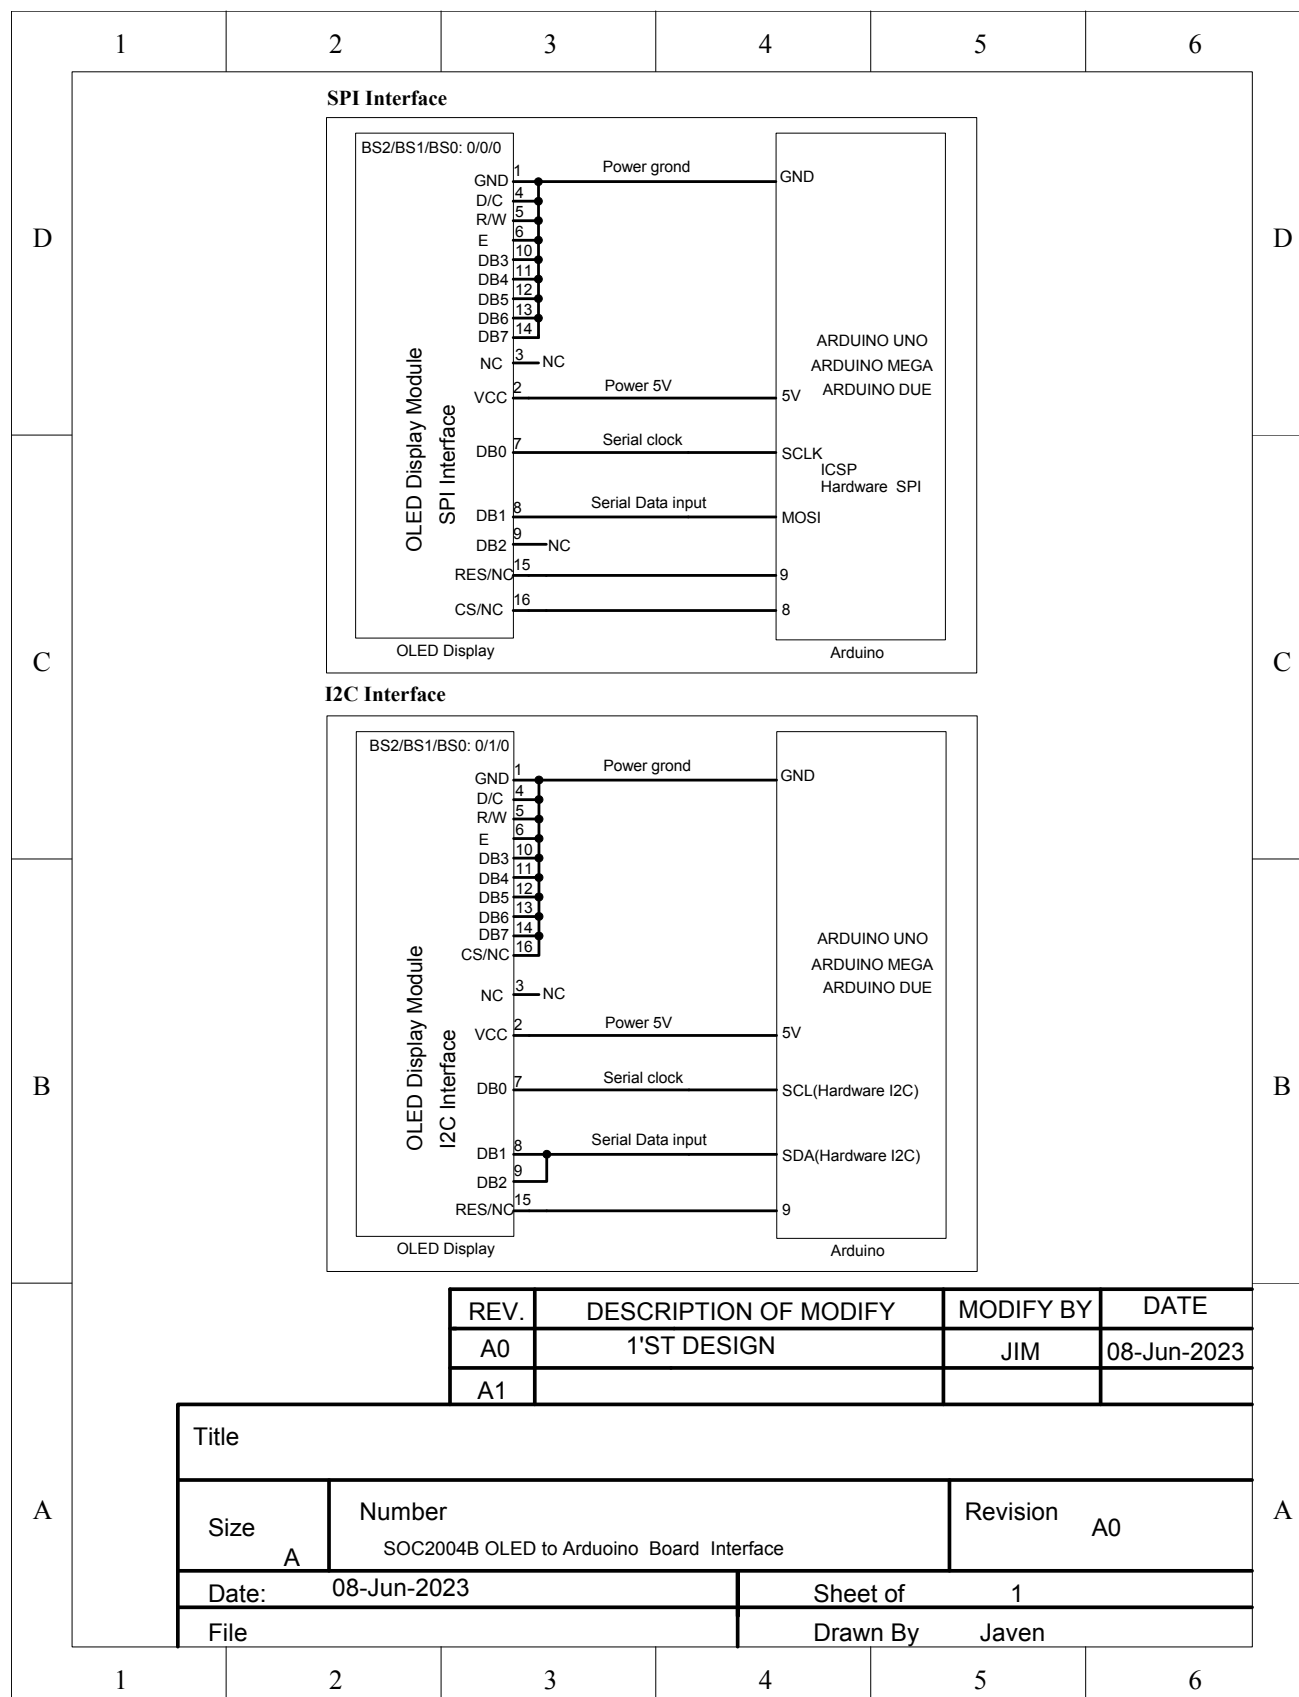 1 2 3 4 5 6
SPI Interface
BS2/BS1/BS0: 0/0/0
GND 1 Power grond GND
D/C 4
R/W 5
E 6
DB3 10
DB4 11
DB5 12
DB6 13
DB7 14
NC 3 NC
VCC 2 Power 5V 5V
DB0 7 Serial clock SCLK
DB1 8 Serial Data input MOSI
DB2 9 NC
RES/NC 15 9
CS/NC 16 8
OLED Display Module
SPI Interface
ARDUINO UNO
ARDUINO MEGA
ARDUINO DUE
ICSP
Hardware SPI
OLED Display
Arduino
D D
C C
I2C Interface
BS2/BS1/BS0: 0/1/0
GND 1 Power grond GND
D/C 4
R/W 5
E 6
DB3 10
DB4 11
DB5 12
DB6 13
DB7 14
CS/NC 16
NC 3 NC
VCC 2 Power 5V 5V
DB0 7 Serial clock SCL(Hardware I2C)
DB1 8 Serial Data input SDA(Hardware I2C)
DB2 9
RES/NC 15 9
OLED Display Module
I2C Interface
ARDUINO UNO
ARDUINO MEGA
ARDUINO DUE
OLED Display
Arduino
B B
REV. DESCRIPTION OF MODIFY MODIFY BY DATE
A0 1'ST DESIGN JIM 08-Jun-2023
A1
Title
A A
Size A
Number
SOC2004B OLED to Arduoino Board Interface
Revision A0
Date: 08-Jun-2023 Sheet of 1
File Drawn By Javen
1 2 3 4 5 6